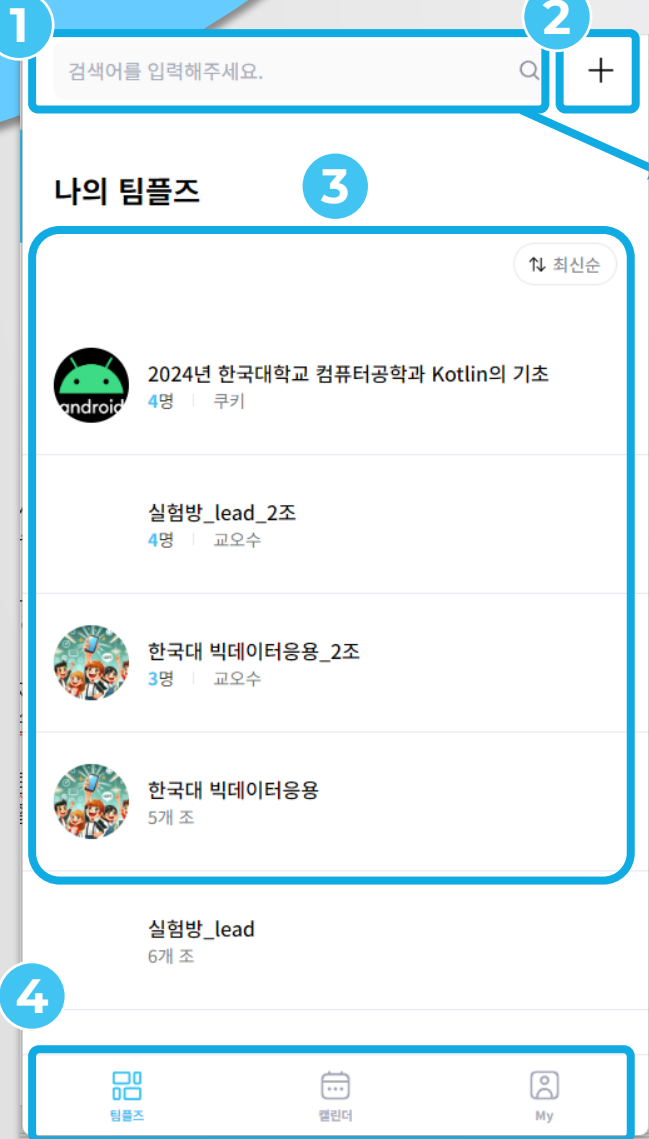 1
2
검색어를 입력해주세요.
나의 팀플즈
3
최신순
android
2024년 한국대학교 컴퓨터공학과 Kotlin의 기초
4명 | 쿠키
실험방_lead_2조
4명 | 교오수
한국대 빅데이터응용_2조
3명 | 교오수
한국대 빅데이터응용
5개 조
실험방_lead
6개 조
4
팀플즈
캘린더
My